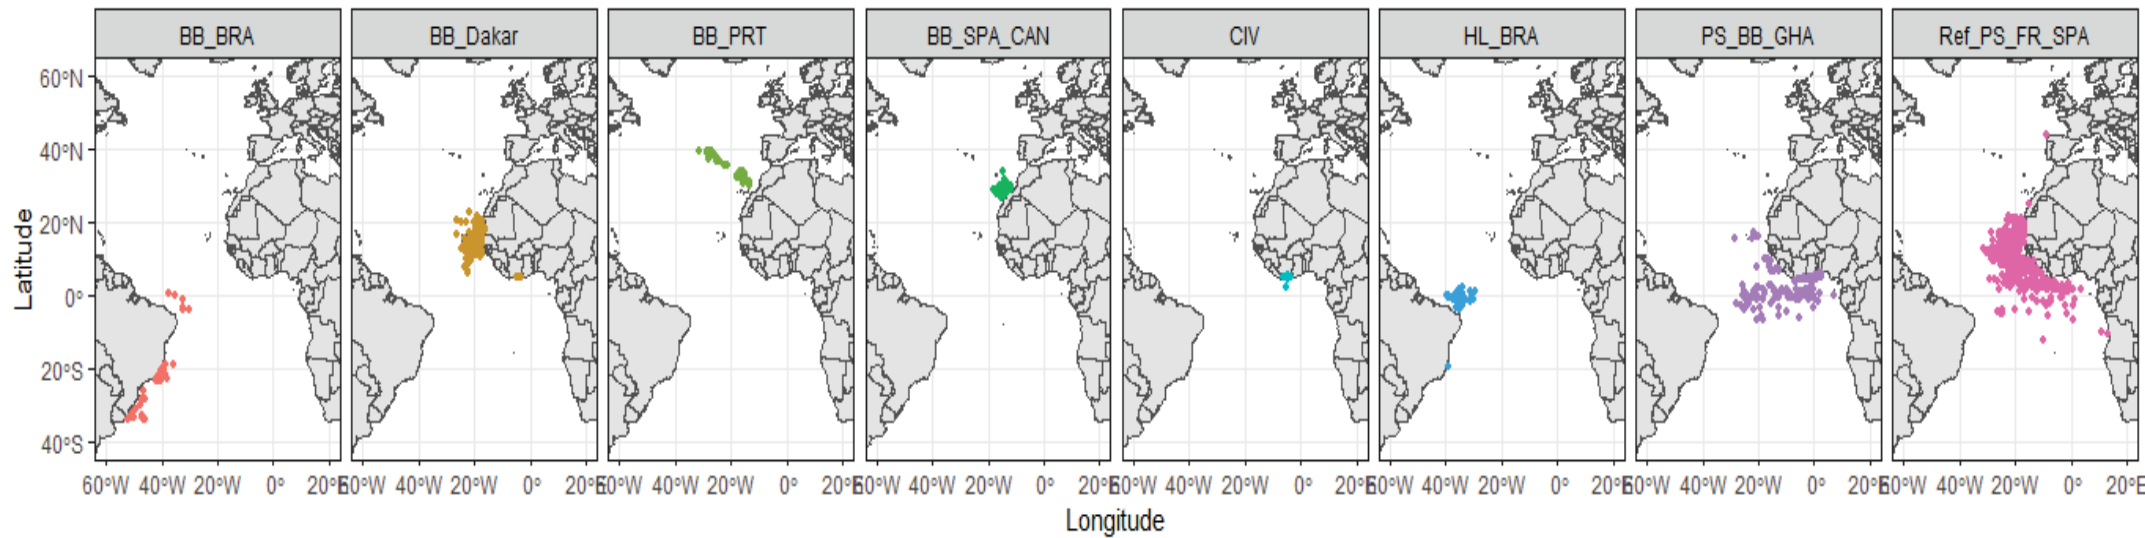 BB_BRA BB_Dakar BB_PRT BB_SPA_CAN CIV HL_BRA PS_BB_GHA Ref_PS_FR_SPA
60°N
40°N
20°N
0°
20°S
40°S
Latitude
60°W 40°W 20°W 0° 20°E 60°W 40°W 20°W 0° 20°E 60°W 40°W 20°W 0° 20°E 60°W 40°W 20°W 0° 20°E 60°W 40°W 20°W 0° 20°E 60°W 40°W 20°W 0° 20°E 60°W 40°W 20°W 0° 20°E 60°W 40°W 20°W 0° 20°E
Longitude